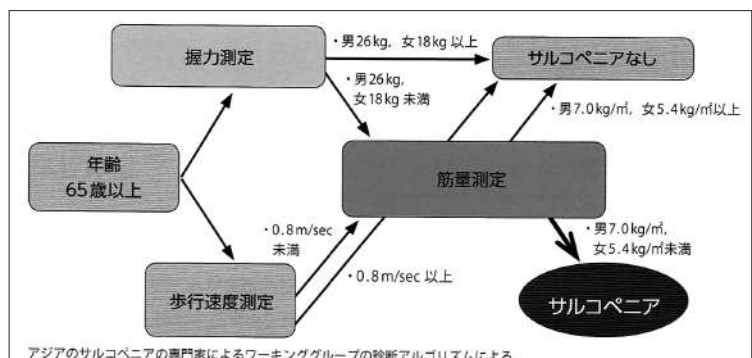 ・男26kg，女18kg 以上
握力測定
サルコペニアなし
・男26kg，
女18kg 未満
・男7.0kg/㎡，女5.4kg/㎡以上
年齢
65歳以上
筋量測定
・0.8m/sec
未満
・男7.0kg/㎡，
女5.4kg/㎡未満
・0.8m/sec 以上
歩行速度測定
サルコペニア
アジアのサルコペニアの専門家によるワーキンググループの診断アルゴリズムによる